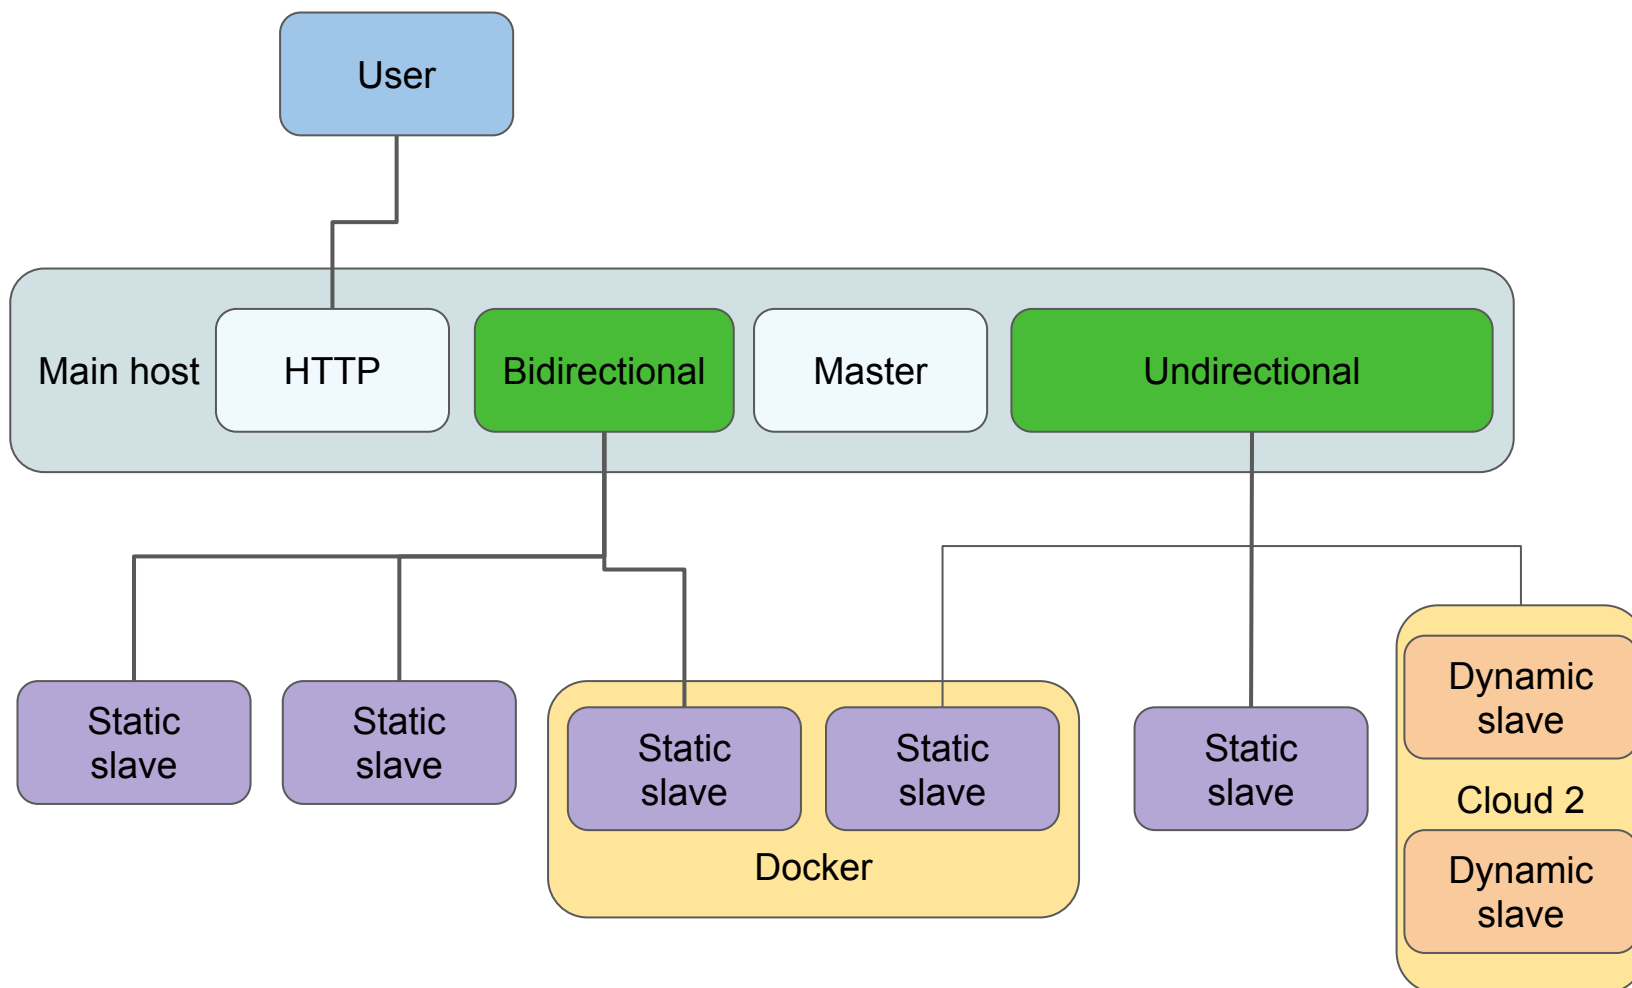 User
Main host
HTTP
Bidirectional
Master
Undirectional
Static
slave
Static
slave
Static
slave
Static
slave
Docker
Static
slave
Dynamic
slave
Cloud 2
Dynamic
slave